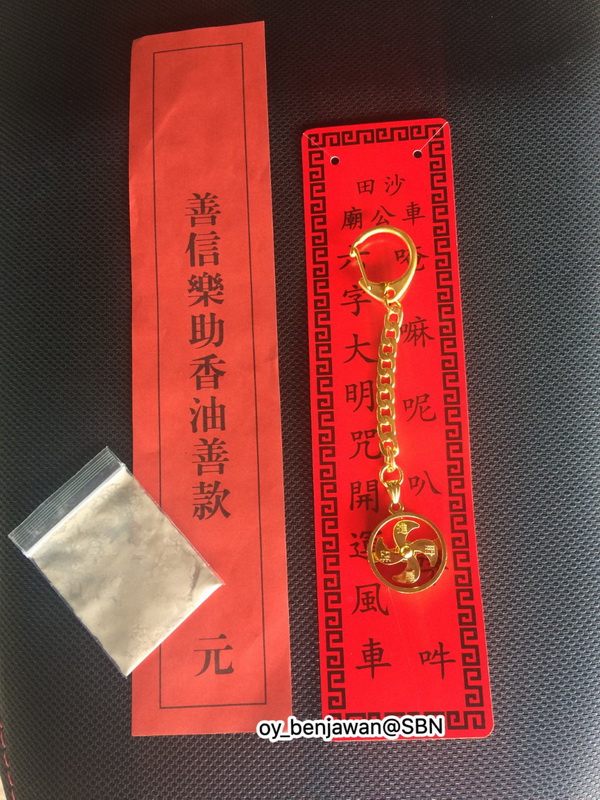 善信樂助香油善款
元
沙田
車公廟
唵嘛呢叭
吽
六字大明咒開運風車
oy_benjawan@SBN